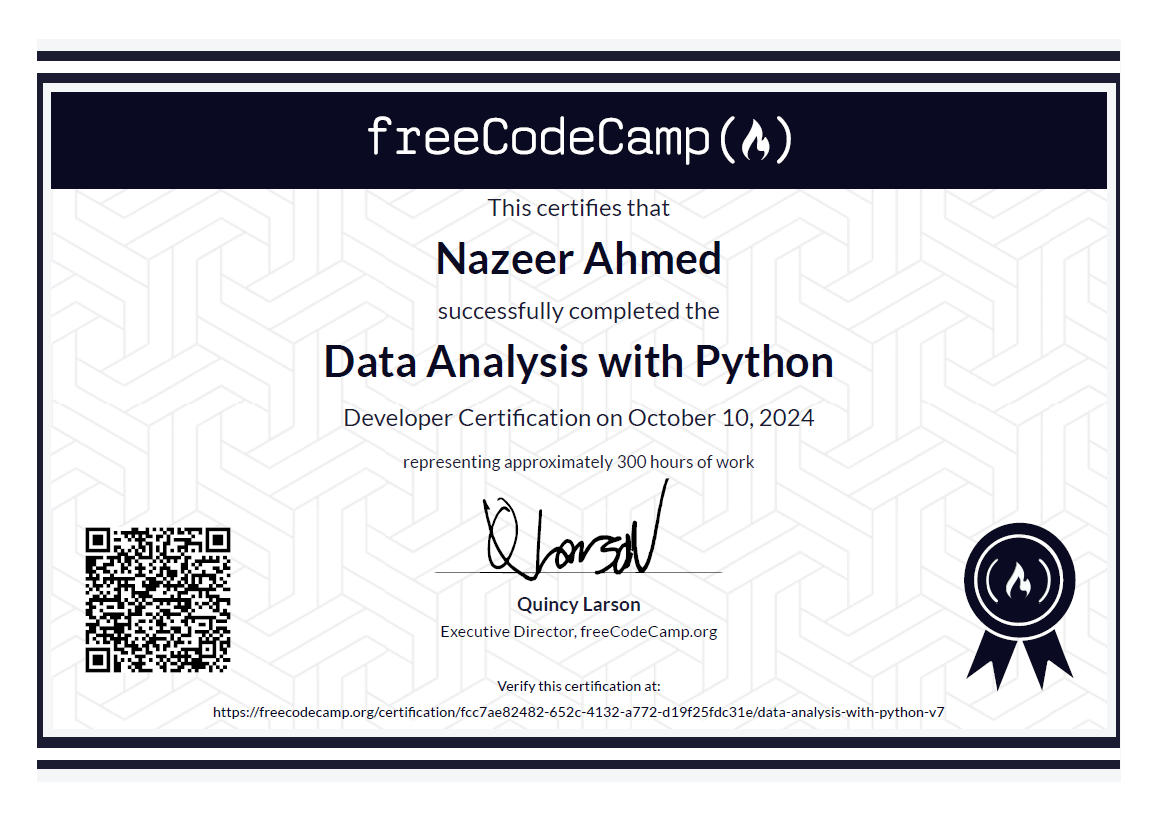 freeCodeCamp
This certifies that
Nazeer Ahmed
successfully completed the
Data Analysis with Python
Developer Certification on October 10, 2024
representing approximately 300 hours of work
Quincy Larson
Executive Director, freeCodeCamp.org
Verify this certification at:
https://freecodecamp.org/certification/fcc7ae82482-652c-4132-a772-d19f25fdc31e/data-analysis-with-python-v7